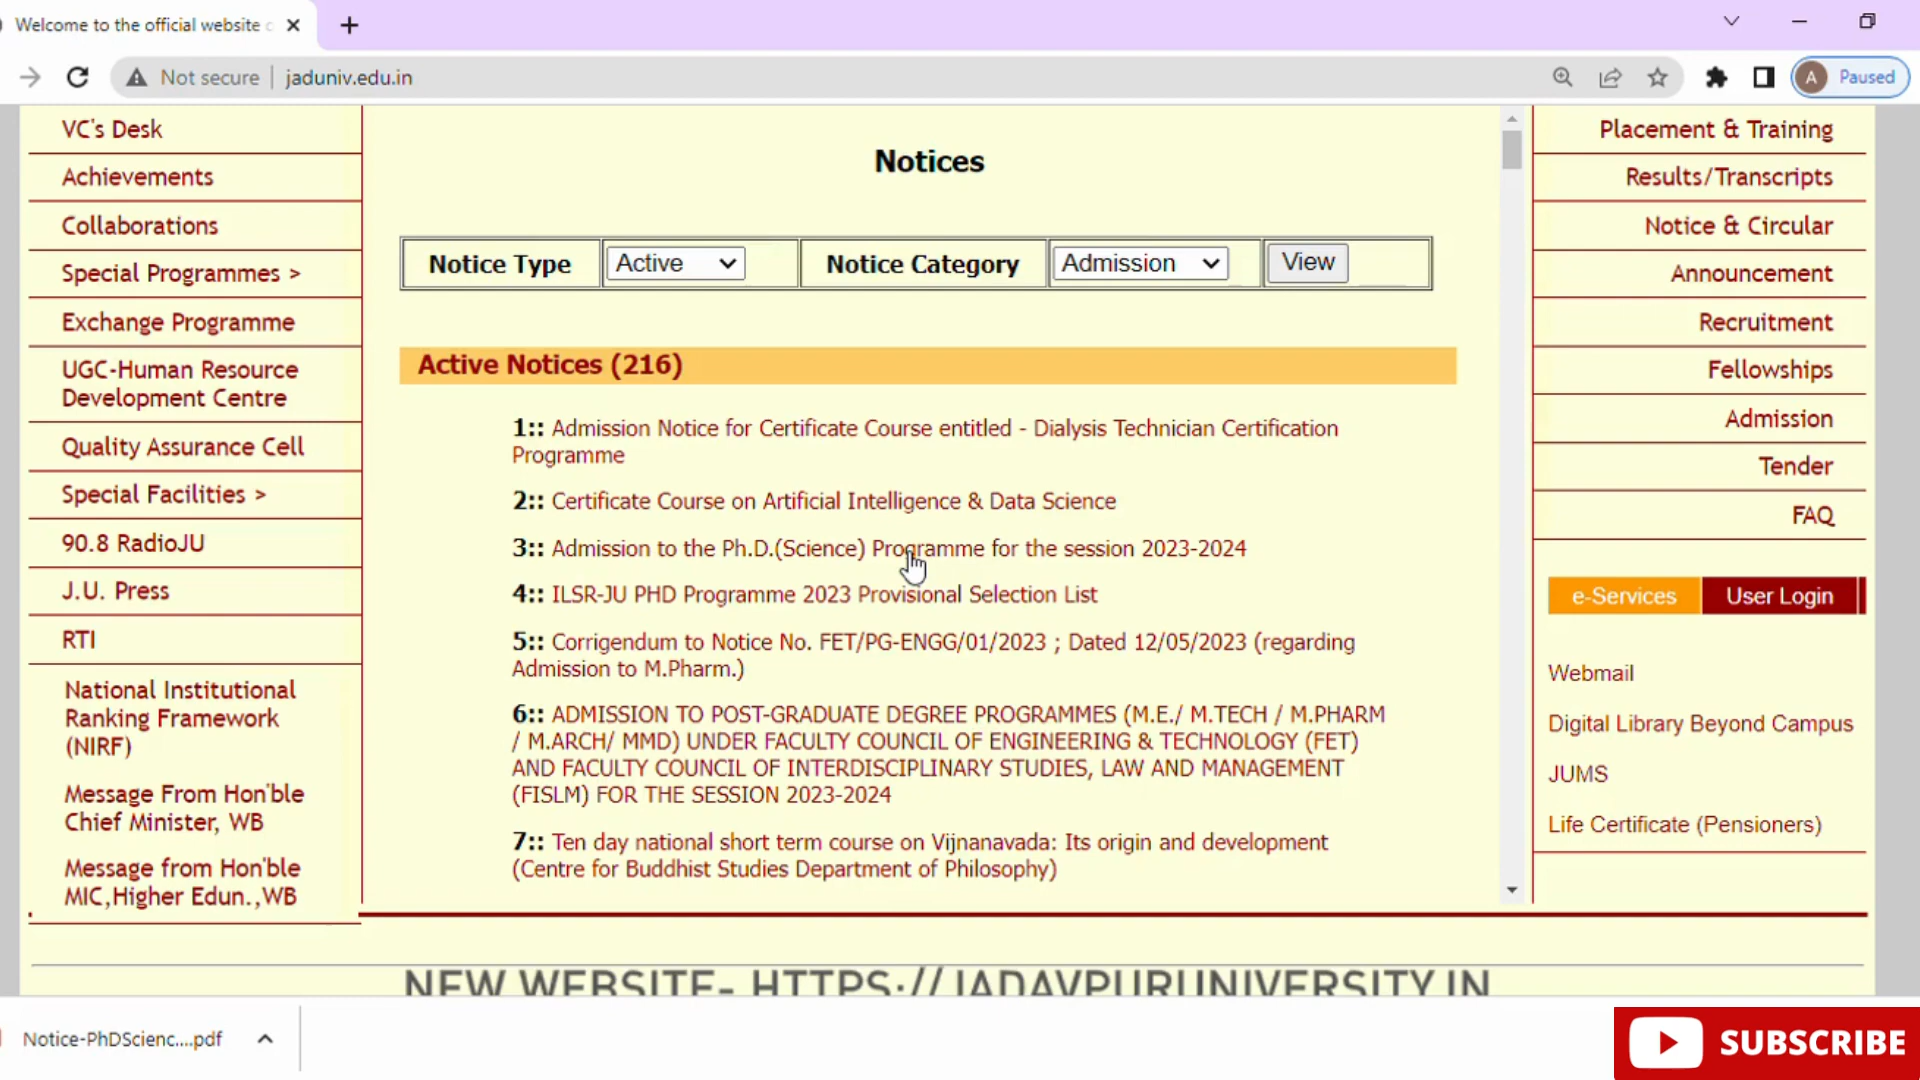 Welcome to the official website
Not secure
jaduniv.edu.in
A
Paused
VC's Desk
Achievements
Collaborations
Special Programmes >
Exchange Programme
UGC-Human Resource
Development Centre
Quality Assurance Cell
Special Facilities >
90.8 RadioJU
J.U. Press
RTI
National Institutional
Ranking Framework
(NIRF)
Message From Hon'ble
Chief Minister, WB
Message from Hon'ble
MIC,Higher Edun.,WB
Notices
Notice Type Active Notice Category Admission View
Active Notices (216)
1:: Admission Notice for Certificate Course entitled - Dialysis Technician Certification
Programme
2:: Certificate Course on Artificial Intelligence & Data Science
3:: Admission to the Ph.D.(Science) Programme for the session 2023-2024
4:: ILSR-JU PHD Programme 2023 Provisional Selection List
5:: Corrigendum to Notice No. FET/PG-ENGG/01/2023 ; Dated 12/05/2023 (regarding
Admission to M.Pharm.)
6:: ADMISSION TO POST-GRADUATE DEGREE PROGRAMMES (M.E./ M.TECH / M.PHARM
/ M.ARCH/ MMD) UNDER FACULTY COUNCIL OF ENGINEERING & TECHNOLOGY (FET)
AND FACULTY COUNCIL OF INTERDISCIPLINARY STUDIES, LAW AND MANAGEMENT
(FISLM) FOR THE SESSION 2023-2024
7:: Ten day national short term course on Vijnanavada: Its origin and development
(Centre for Buddhist Studies Department of Philosophy)
Placement & Training
Results/Transcripts
Notice & Circular
Announcement
Recruitment
Fellowships
Admission
Tender
FAQ
e-Services
User Login
Webmail
Digital Library Beyond Campus
JUMS
Life Certificate (Pensioners)
NEW WEBSITE- HTTPS://JADAVPURUNIVERSITY.IN
Notice-PhDScienc....pdf
SUBSCRIBE